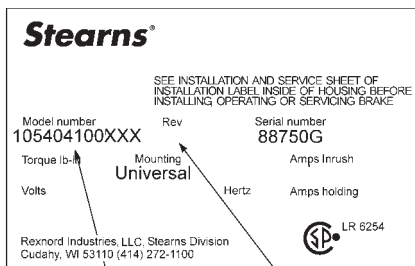 Stearns®
SEE INSTALLATION AND SERVICE SHEET OF
INSTALLATION LABEL INSIDE OF HOUSING BEFORE
INSTALLING, OPERATING OR SERVICING BRAKE
Model number Rev Serial number
105404100XXX 88750G
Torque lb-ft Mounting Amps Inrush
Universal
Volts Hertz Amps holding
SP® LR 6254
Rexnord Industries, LLC, Stearns Division
Cudahy, WI 53110 (414) 272-1100